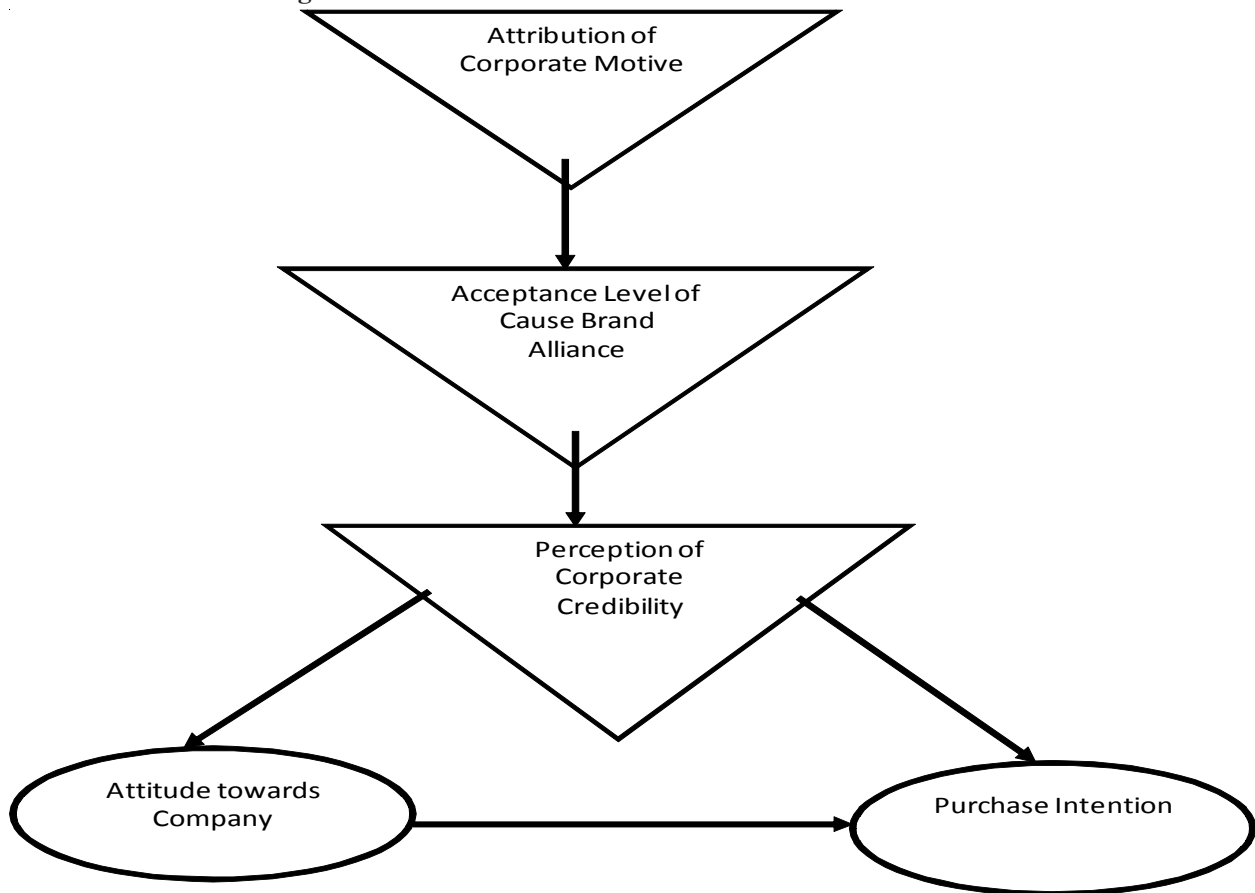 Attribution of
Corporate Motive
Acceptance Level of
Cause Brand
Alliance
Perception of
Corporate
Credibility
Attitude towards
Company
Purchase Intention